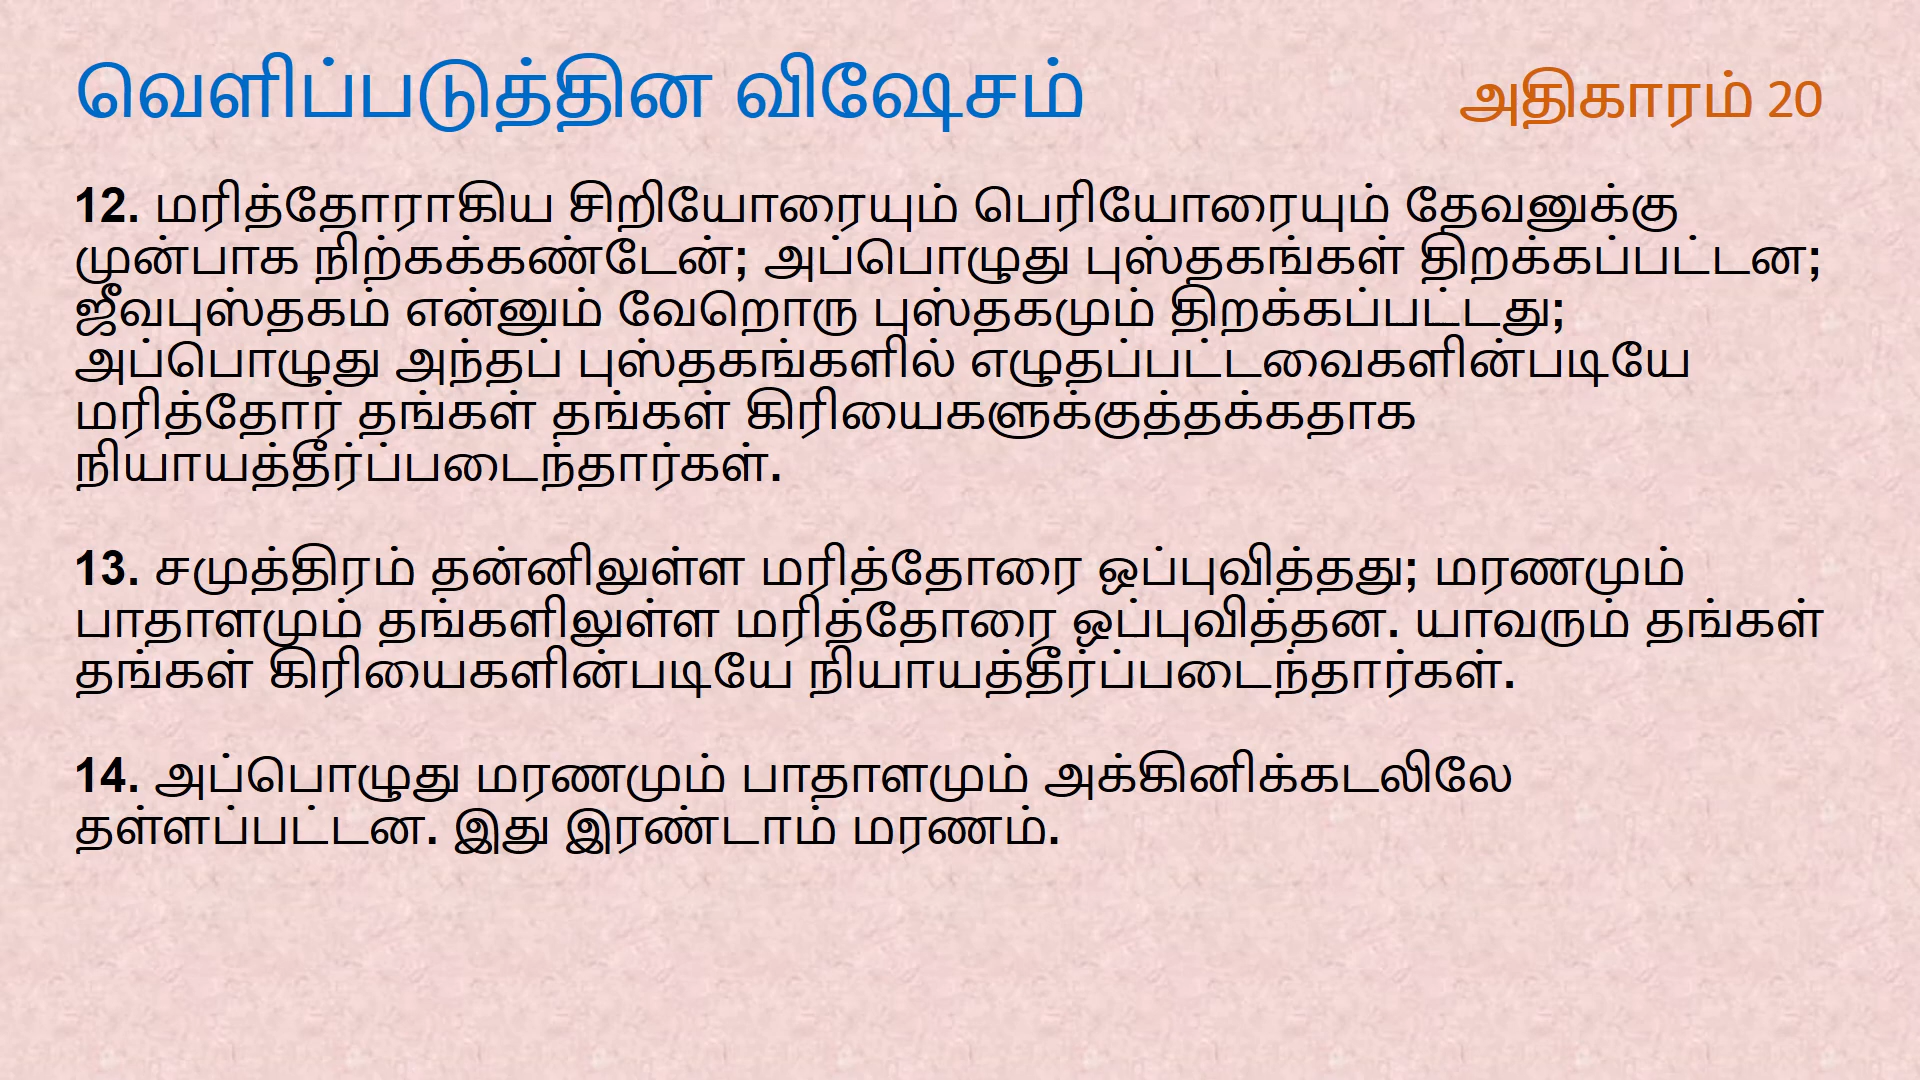 வெளிப்படுத்தின விஷேசம்
அதிகாரம் 20
12. மரித்தோராகிய சிறியோரையும் பெரியோரையும் தேவனுக்கு
முன்பாக நிற்கக்கண்டேன்; அப்பொழுது புஸ்தகங்கள் திறக்கப்பட்டன;
ஜீவபுஸ்தகம் என்னும் வேறொரு புஸ்தகமும் திறக்கப்பட்டது;
அப்பொழுது அந்தப் புஸ்தகங்களில் எழுதப்பட்டவைகளின்படியே
மரித்தோர் தங்கள் தங்கள் கிரியைகளுக்குத்தக்கதாக
நியாயத்தீர்ப்படைந்தார்கள்.
13. சமுத்திரம் தன்னிலுள்ள மரித்தோரை ஒப்புவித்தது; மரணமும்
பாதாளமும் தங்களிலுள்ள மரித்தோரை ஒப்புவித்தன. யாவரும் தங்கள்
தங்கள் கிரியைகளின்படியே நியாயத்தீர்ப்படைந்தார்கள்.
14. அப்பொழுது மரணமும் பாதாளமும் அக்கினிக்கடலிலே
தள்ளப்பட்டன. இது இரண்டாம் மரணம்.